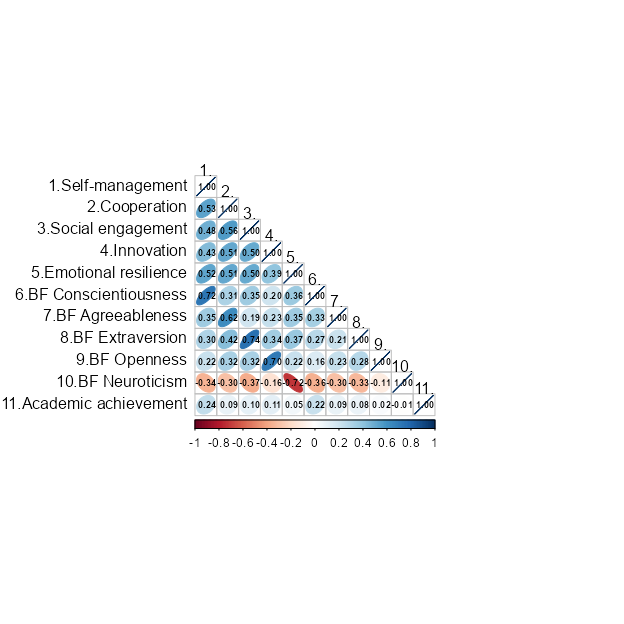 1.
1.Self-management 1.00 2.
2.Cooperation 0.53 1.00 3.
3.Social engagement 0.48 0.56 1.00 4.
4.Innovation 0.43 0.51 0.50 1.00 5.
5.Emotional resilience 0.52 0.51 0.50 0.39 1.00 6.
6.BF Conscientiousness 0.72 0.31 0.35 0.20 0.36 1.00 7.
7.BF Agreeableness 0.35 0.62 0.19 0.23 0.35 0.33 1.00 8.
8.BF Extraversion 0.30 0.42 0.74 0.34 0.37 0.27 0.21 1.00 9.
9.BF Openness 0.22 0.32 0.32 0.70 0.22 0.16 0.23 0.28 1.00 10
10.BF Neuroticism -0.34 -0.30 -0.37 -0.16 -0.72 -0.36 -0.30 -0.33 -0.11 1.00 11.
11.Academic achievement 0.24 0.09 0.10 0.11 0.05 0.22 0.09 0.08 0.02 -0.01 1.00
-1 -0.8 -0.6 -0.4 -0.2 0 0.2 0.4 0.6 0.8 1